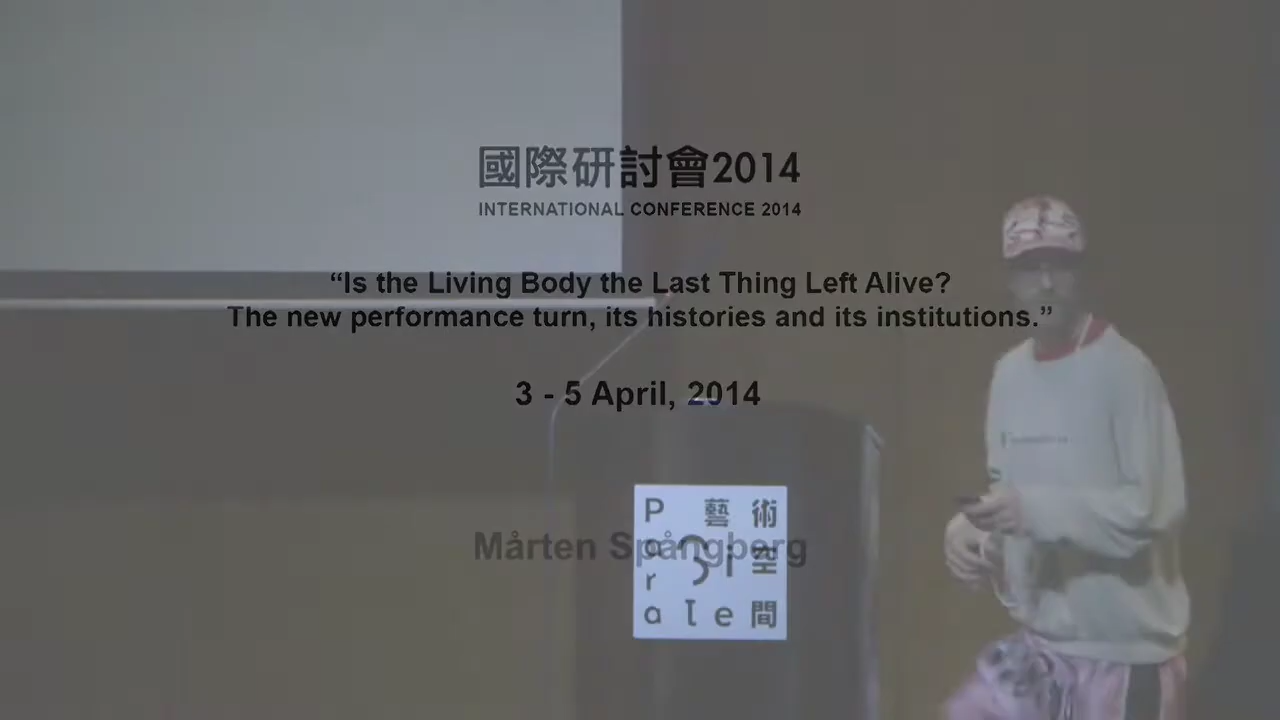 國際研討會2014
INTERNATIONAL CONFERENCE 2014
“Is the Living Body the Last Thing Left Alive?
The new performance turn, its histories and its institutions.”
3 - 5 April, 2014
Mårten Spångberg
P 藝術
a si 空
r 間
a te